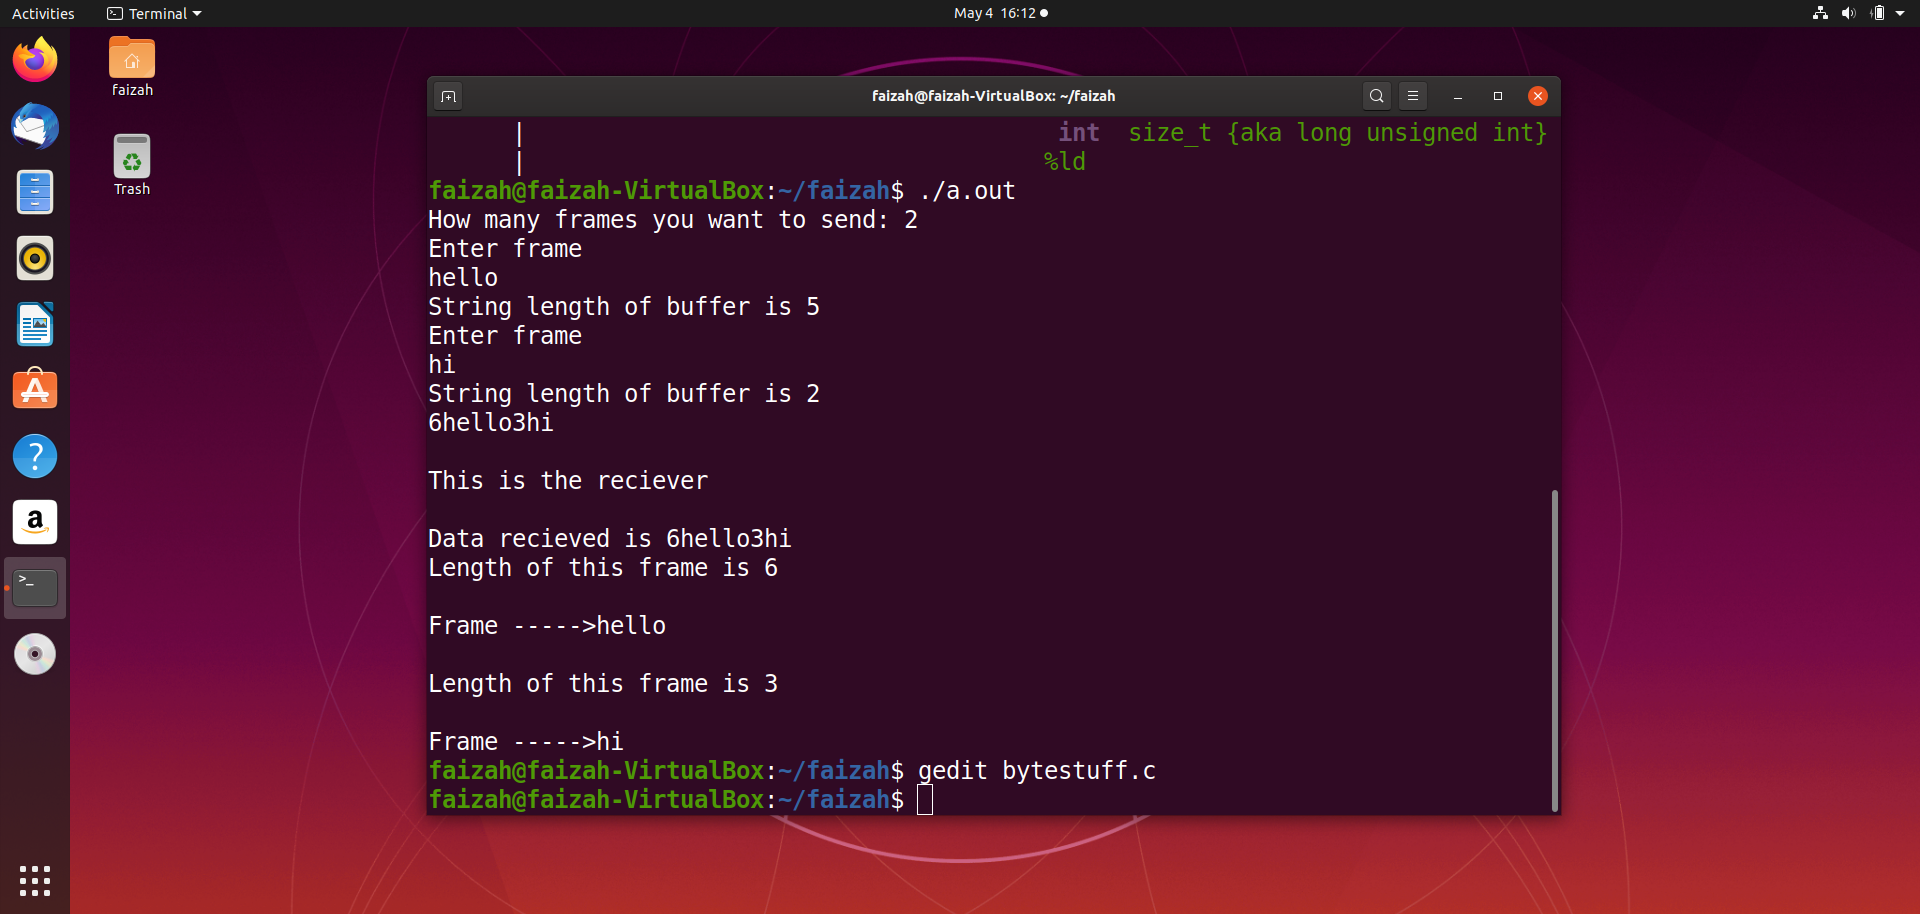 Activities
Terminal
May 4 16:12
faizah
Trash
faizah@faizah-VirtualBox: ~/faizah
| int size_t {aka long unsigned int}
| %ld
faizah@faizah-VirtualBox:~/faizah$ ./a.out
How many frames you want to send: 2
Enter frame
hello
String length of buffer is 5
Enter frame
hi
String length of buffer is 2
6hello3hi
This is the reciever
Data recieved is 6hello3hi
Length of this frame is 6
Frame ----->hello
Length of this frame is 3
Frame ----->hi
faizah@faizah-VirtualBox:~/faizah$ gedit bytestuff.c
faizah@faizah-VirtualBox:~/faizah$